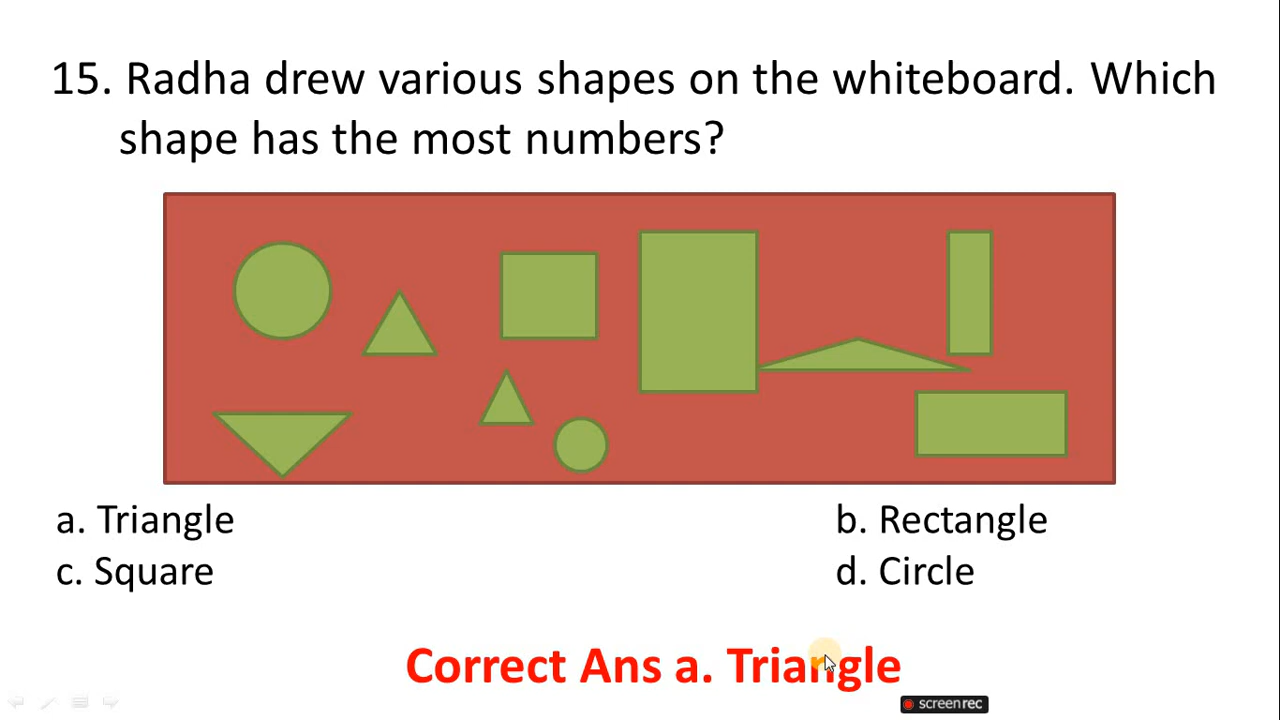 15. Radha drew various shapes on the whiteboard. Which
shape has the most numbers?
a. Triangle
b. Rectangle
c. Square
d. Circle
Correct Ans a. Triangle
screenrec